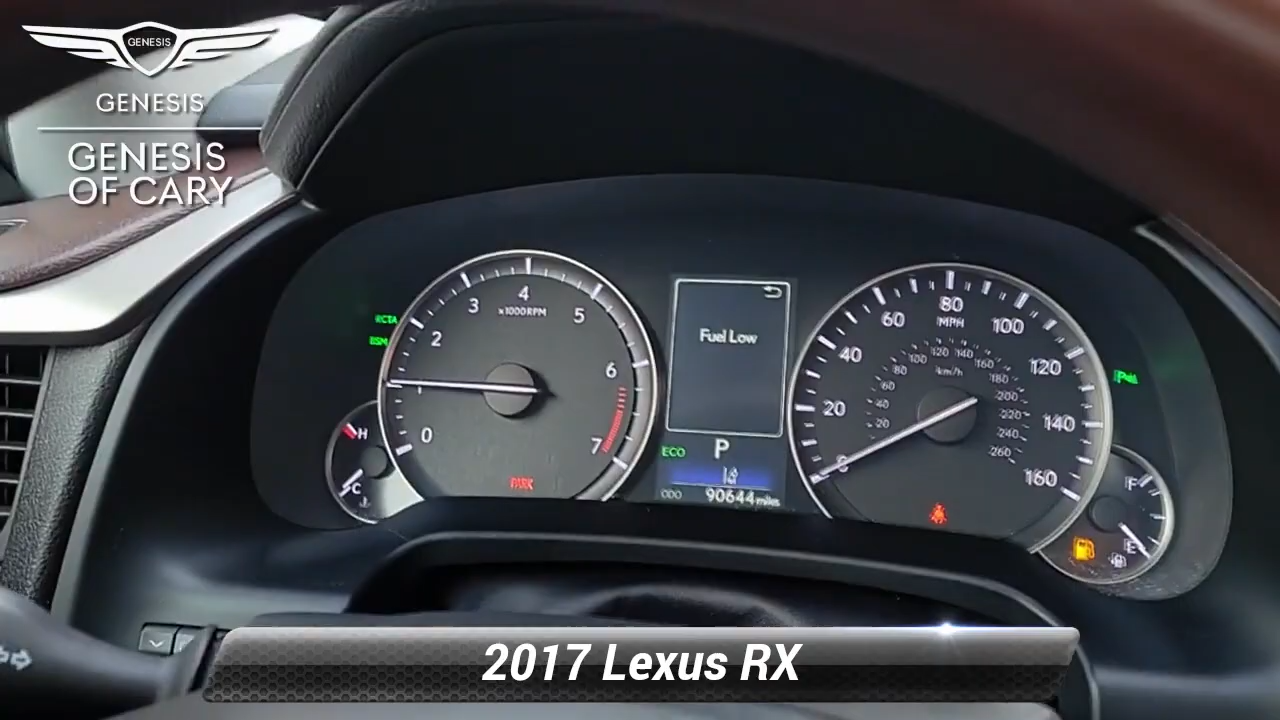 GENESIS
GENESIS
GENESIS
OF CARY
RCTA
BSM
0
2
3
4
5
6
7
x1000RPM
H
C
PARK
Fuel Low
ECO
P
ODO 90644 miles
20
40
60
80
100
120
140
160
MPH
20
40
60
80
100
120
140
160
180
200
220
240
260
km/h
F
E
2017 Lexus RX